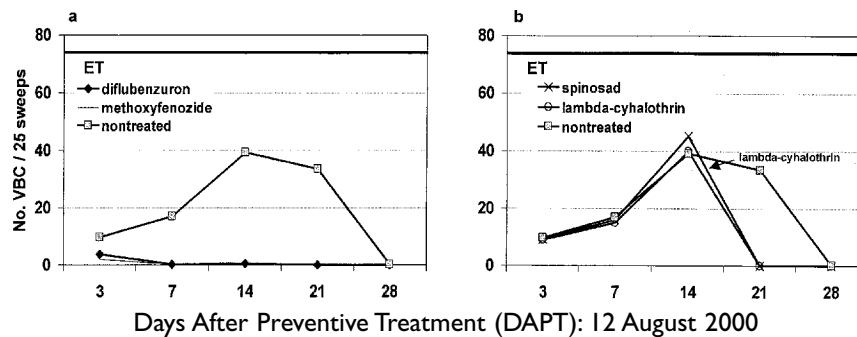 a
80
60
40
20
0
No. VBC / 25 sweeps
ET
diflubenzuron
methoxyfenozide
nontreated
3 7 14 21 28
b
80
60
40
20
0
ET
spinosad
lambda-cyhalothrin
nontreated
lambda-cyhalothrin
3 7 14 21 28
Days After Preventive Treatment (DAPT): 12 August 2000